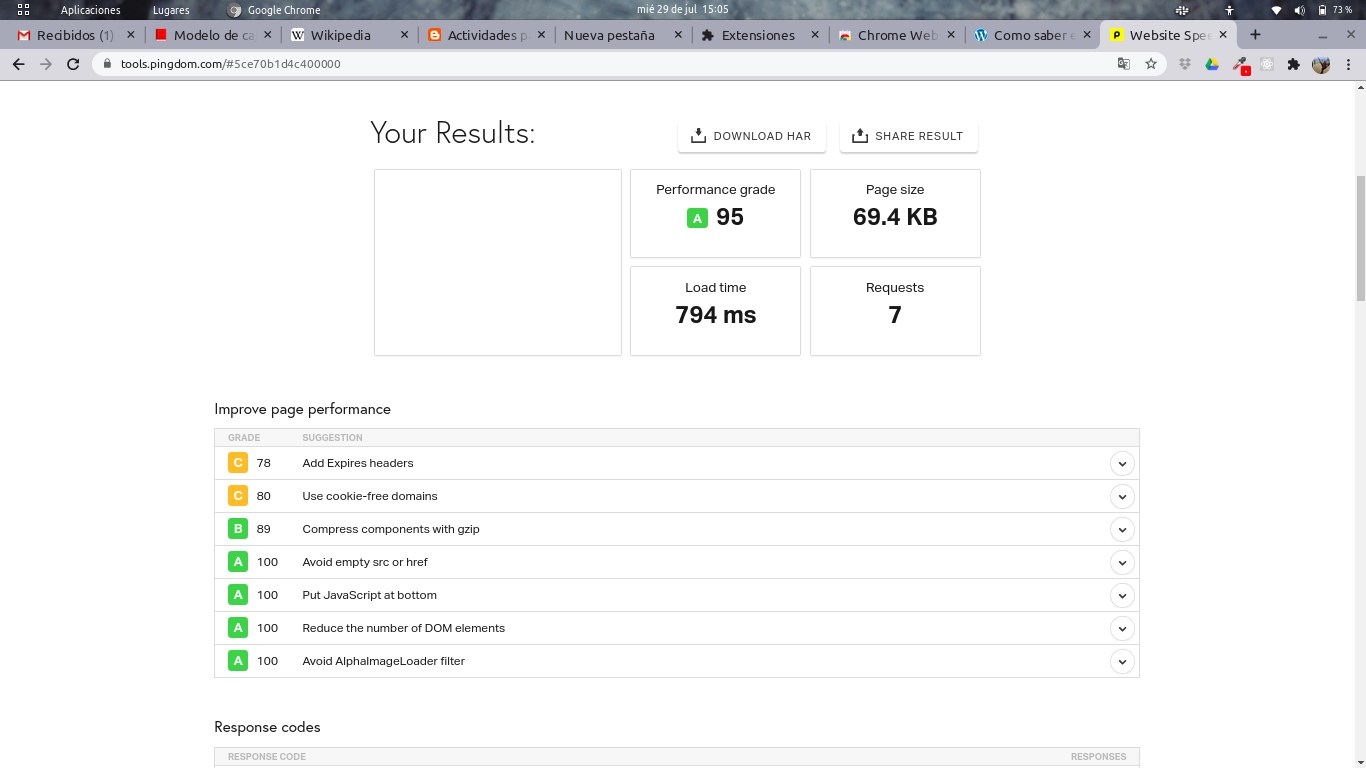 Aplicaciones Lugares Google Chrome mié 29 de jul 15:05 73 %
Recibidos (1) Modelo de ca Wikipedia Actividades p Nueva pestaña Extensiones Chrome Web Como saber e Website Spee
tools.pingdom.com/#5ce70b1d4c400000
Your Results:
DOWNLOAD HAR
SHARE RESULT
Performance grade
A 95
Page size
69.4 KB
Load time
794 ms
Requests
7
Improve page performance
GRADE SUGGESTION
C 78 Add Expires headers
C 80 Use cookie-free domains
B 89 Compress components with gzip
A 100 Avoid empty src or href
A 100 Put JavaScript at bottom
A 100 Reduce the number of DOM elements
A 100 Avoid AlphaImageLoader filter
Response codes
RESPONSE CODE RESPONSES